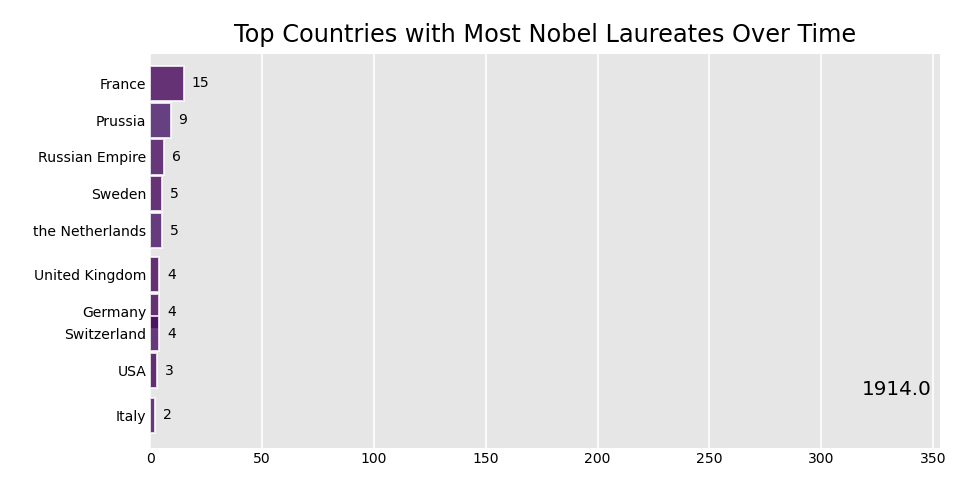 Top Countries with Most Nobel Laureates Over Time
France 15
Prussia 9
Russian Empire 6
Sweden 5
the Netherlands 5
United Kingdom 4
Germany 4
Switzerland 4
USA 3
1914.0
Italy 2
0 50 100 150 200 250 300 350